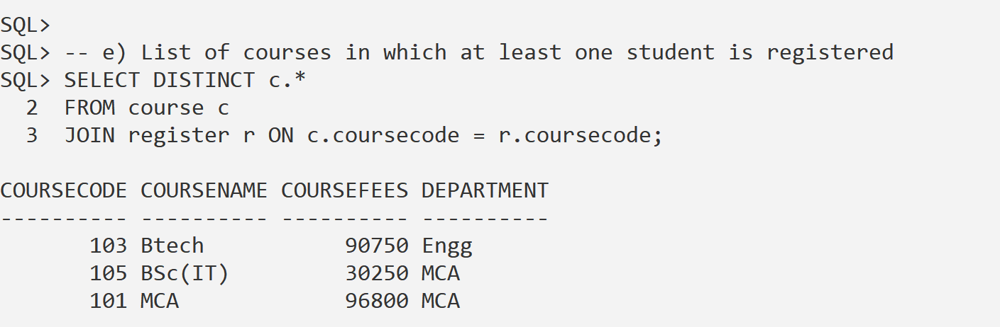 SQL>
SQL> -- e) List of courses in which at least one student is registered
SQL> SELECT DISTINCT c.*
  2  FROM course c
  3  JOIN register r ON c.coursecode = r.coursecode;

COURSECODE COURSENAME COURSEFEES DEPARTMENT
---------- ---------- ---------- ----------
       103 Btech           90750 Engg
       105 BSc(IT)         30250 MCA
       101 MCA             96800 MCA